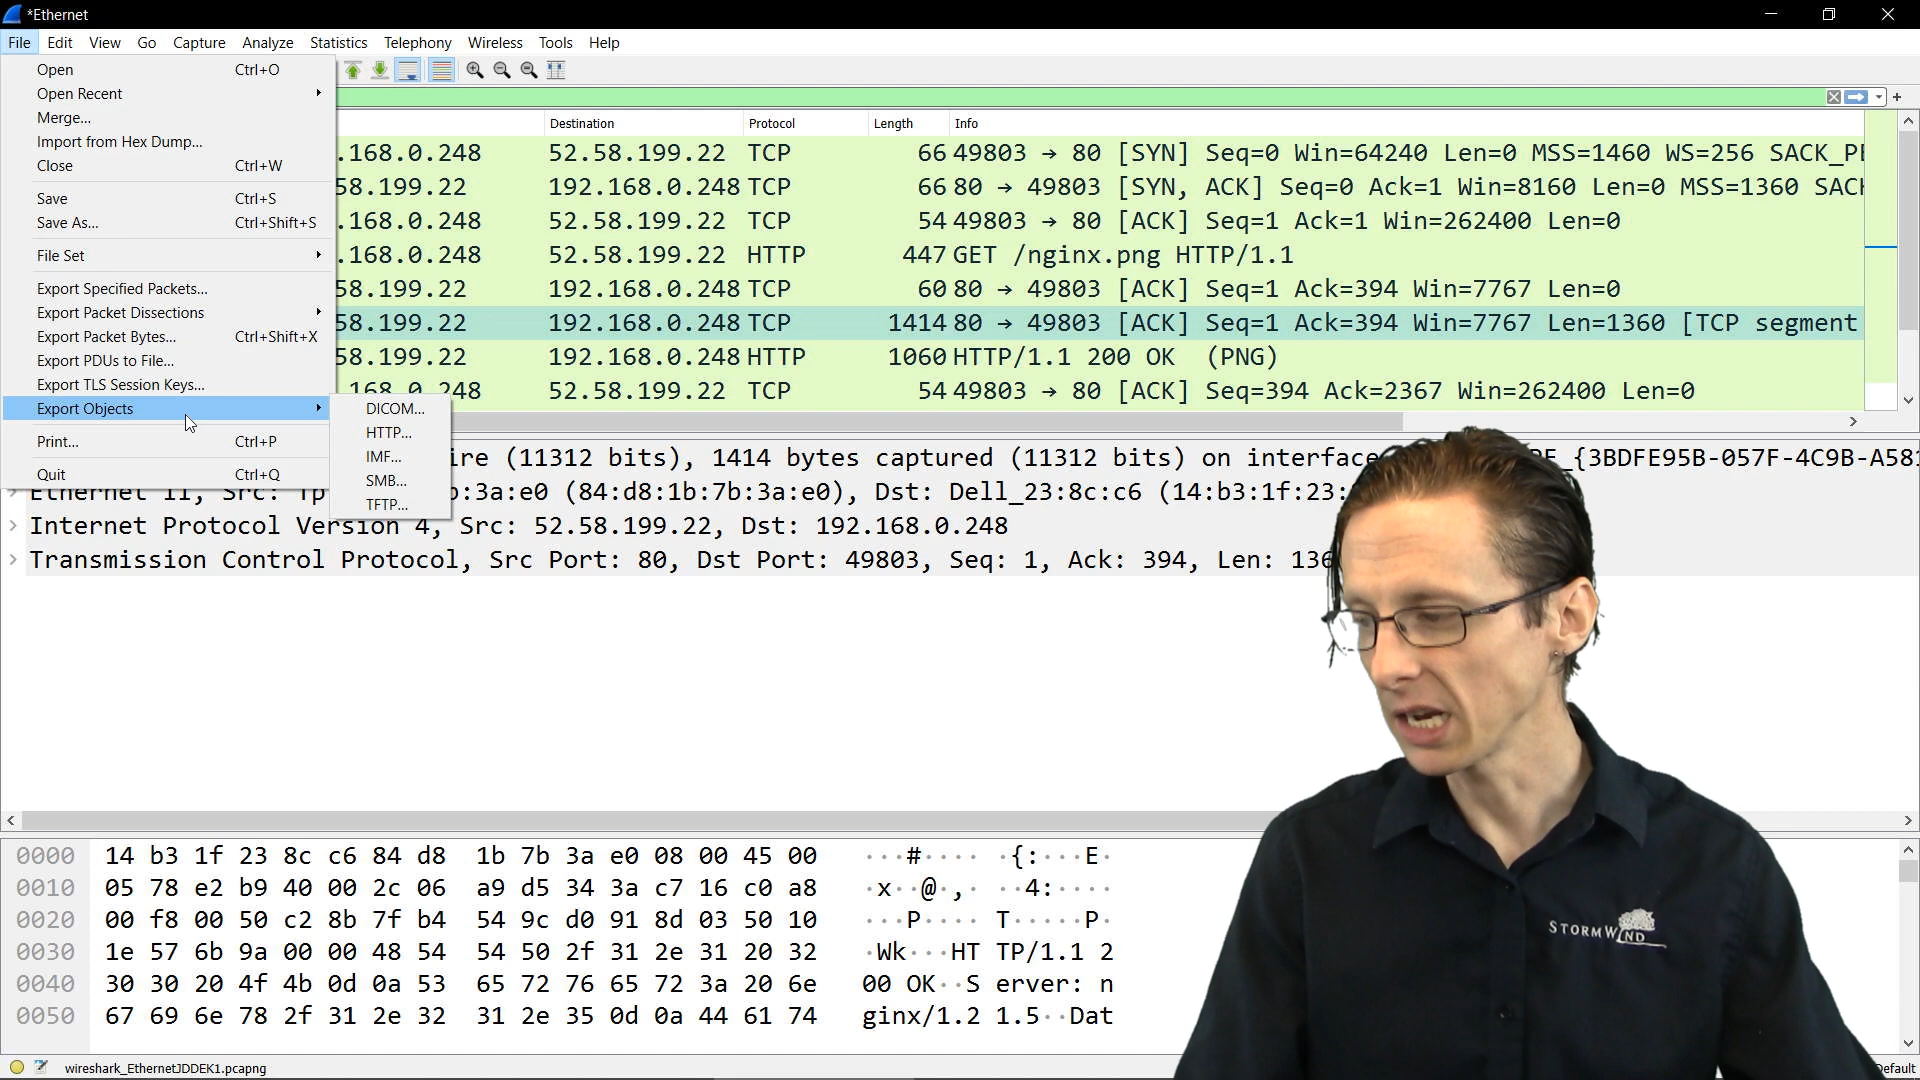 *Ethernet
File Edit View Go Capture Analyze Statistics Telephony Wireless Tools Help
Open Ctrl+O
Open Recent
Merge...
Import from Hex Dump...
Close Ctrl+W
Save Ctrl+S
Save As... Ctrl+Shift+S
File Set
Export Specified Packets...
Export Packet Dissections
Export Packet Bytes... Ctrl+Shift+X
Export PDUs to File...
Export TLS Session Keys...
Export Objects
Print... Ctrl+P
Quit Ctrl+Q
DICOM...
HTTP...
IMF...
SMB...
TFTP...
Destination Protocol Length Info
.168.0.248 52.58.199.22 TCP 66 49803 → 80 [SYN] Seq=0 Win=64240 Len=0 MSS=1460 WS=256
58.199.22 192.168.0.248 TCP 66 80 → 49803 [SYN, ACK] Seq=0 Ack=1 Win=8160 Len=0 MSS=1360
.168.0.248 52.58.199.22 TCP 54 49803 → 80 [ACK] Seq=1 Ack=1 Win=262400 Len=0
.168.0.248 52.58.199.22 HTTP 447 GET /nginx.png HTTP/1.1
58.199.22 192.168.0.248 TCP 60 80 → 49803 [ACK] Seq=1 Ack=394 Win=7767 Len=0
58.199.22 192.168.0.248 TCP 1414 80 → 49803 [ACK] Seq=1 Ack=394 Win=7767 Len=1360 [TCP segment
58.199.22 192.168.0.248 HTTP 1060 HTTP/1.1 200 OK (PNG)
.168.0.248 52.58.199.22 TCP 54 49803 → 80 [ACK] Seq=394 Ack=2367 Win=262400 Len=0
ire (11312 bits), 1414 bytes captured (11312 bits) on interface {3BDFE95B-057F-4C9B-A581
Ethernet II, Src: Tp b:3a:e0 (84:d8:1b:7b:3a:e0), Dst: Dell_23:8c:c6 (14:b3:1f:23:
Internet Protocol Version 4, Src: 52.58.199.22, Dst: 192.168.0.248
Transmission Control Protocol, Src Port: 80, Dst Port: 49803, Seq: 1, Ack: 394, Len: 136
0000 14 b3 1f 23 8c c6 84 d8 1b 7b 3a e0 08 00 45 00 ···#···· ·{:···E·
0010 05 78 e2 b9 40 00 2c 06 a9 d5 34 3a c7 16 c0 a8 ·x··@·,· ··4:····
0020 00 f8 00 50 c2 8b 7f b4 54 9c d0 91 8d 03 50 10 ···P···· T·····P·
0030 1e 57 6b 9a 00 00 48 54 54 50 2f 31 2e 31 20 32 ·Wk···HT TP/1.1 2
0040 30 30 20 4f 4b 0d 0a 53 65 72 76 65 72 3a 20 6e 00 OK··S erver: n
0050 67 69 6e 78 2f 31 2e 32 31 2e 35 0d 0a 44 61 74 ginx/1.2 1.5··Dat
STORMWIND
wireshark_EthernetJDDEK1.pcapng
Default